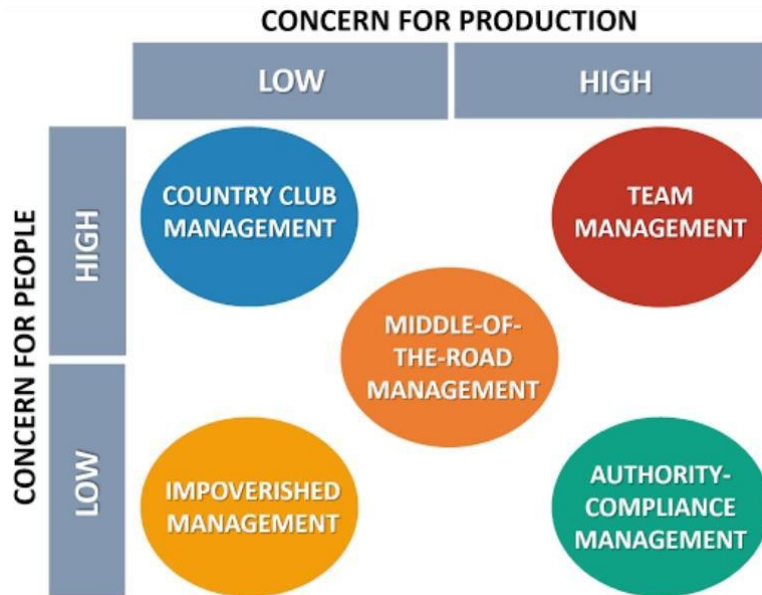 CONCERN FOR PRODUCTION
LOW
HIGH
CONCERN FOR PEOPLE
HIGH
LOW
COUNTRY CLUB
MANAGEMENT
TEAM
MANAGEMENT
MIDDLE-OF-
THE-ROAD
MANAGEMENT
IMPOVERISHED
MANAGEMENT
AUTHORITY-
COMPLIANCE
MANAGEMENT